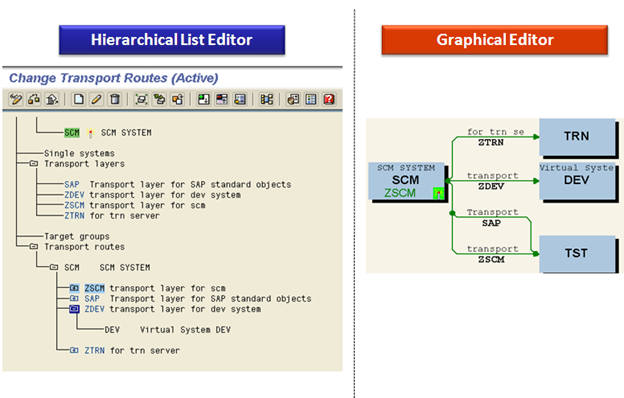 Hierarchical List Editor
Graphical Editor
Change Transport Routes (Active)
SCM SCM SYSTEM
Single systems
Transport layers
SAP Transport layer for SAP standard objects
ZDEV transport layer for dev system
ZSCM transport layer for scm
ZTRN for trn server
Target groups
Transport routes
SCM SCM SYSTEM
ZSCM transport layer for scm
SAP Transport layer for SAP standard objects
ZDEV transport layer for dev system
DEV Virtual System DEV
ZTRN for trn server
for trn se
ZTRN
TRN
SCM SYSTEM
SCM
ZSCM
transport
ZDEV
Virtual Syste
DEV
Transport
SAP
transport
ZSCM
TST